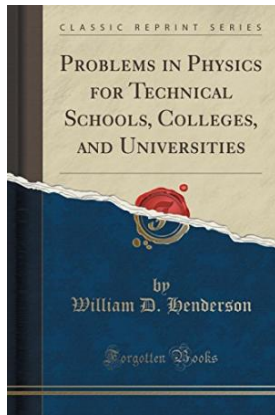 CLASSIC REPRINT SERIES
PROBLEMS IN PHYSICS
FOR TECHNICAL
SCHOOLS, COLLEGES,
AND UNIVERSITIES
by
William D. Henderson
Forgotten Books